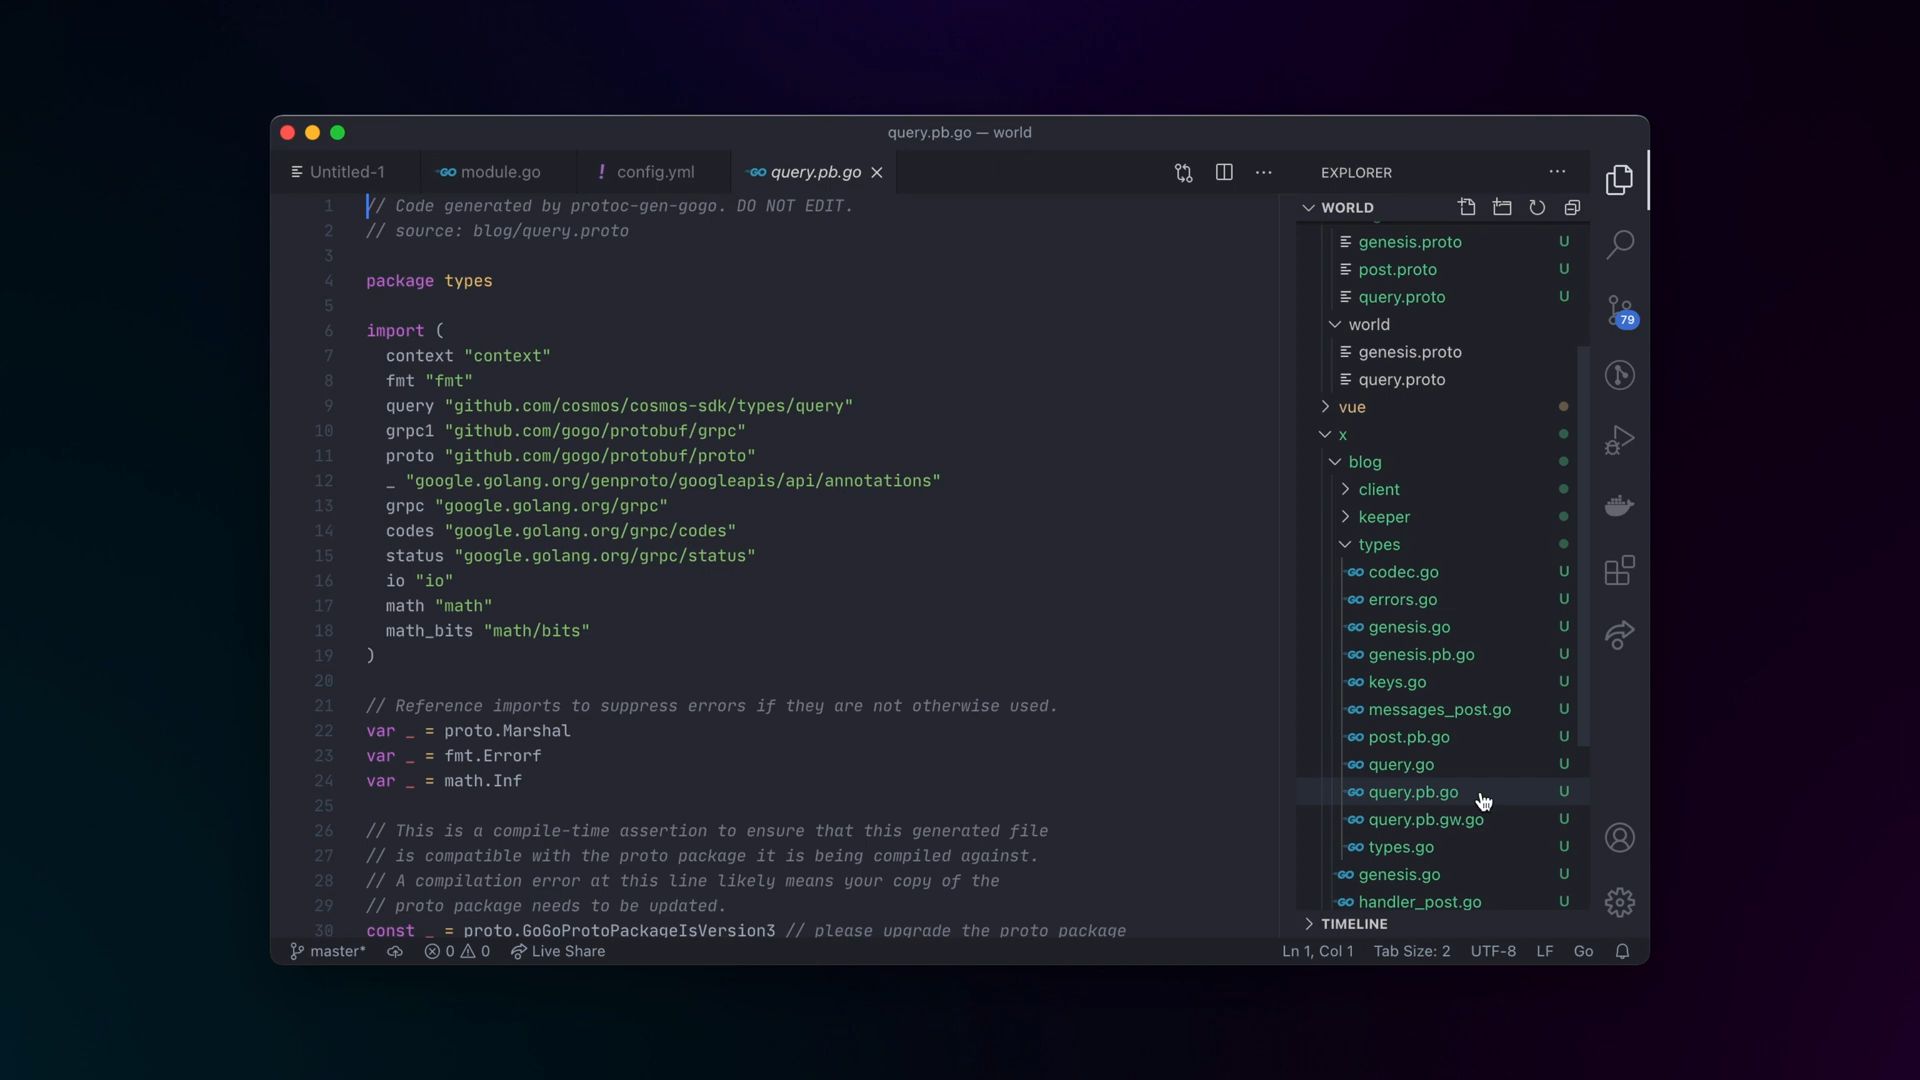 query.pb.go — world
Untitled-1
module.go
! config.yml
query.pb.go
1 // Code generated by protoc-gen-gogo. DO NOT EDIT.
2 // source: blog/query.proto
3
4 package types
5
6 import (
7 context "context"
8 fmt "fmt"
9 query "github.com/cosmos/cosmos-sdk/types/query"
10 grpc1 "github.com/gogo/protobuf/grpc"
11 proto "github.com/gogo/protobuf/proto"
12 _ "google.golang.org/genproto/googleapis/api/annotations"
13 grpc "google.golang.org/grpc"
14 codes "google.golang.org/grpc/codes"
15 status "google.golang.org/grpc/status"
16 io "io"
17 math "math"
18 math_bits "math/bits"
19 )
20
21 // Reference imports to suppress errors if they are not otherwise used.
22 var _ = proto.Marshal
23 var _ = fmt.Errorf
24 var _ = math.Inf
25
26 // This is a compile-time assertion to ensure that this generated file
27 // is compatible with the proto package it is being compiled against.
28 // A compilation error at this line likely means your copy of the
29 // proto package needs to be updated.
30 const _ = proto.GoGoProtoPackageIsVersion3 // please upgrade the proto package
EXPLORER
WORLD
genesis.proto U
post.proto U
query.proto U
world
genesis.proto
query.proto
vue
x
blog
client
keeper
types
GO codec.go U
GO errors.go U
GO genesis.go U
GO genesis.pb.go U
GO keys.go U
GO messages_post.go U
GO post.pb.go U
GO query.go U
GO query.pb.go U
GO query.pb.gw.go U
GO types.go U
GO genesis.go U
GO handler_post.go U
TIMELINE
79
master* 0 0 Live Share
Ln 1, Col 1 Tab Size: 2 UTF-8 LF Go